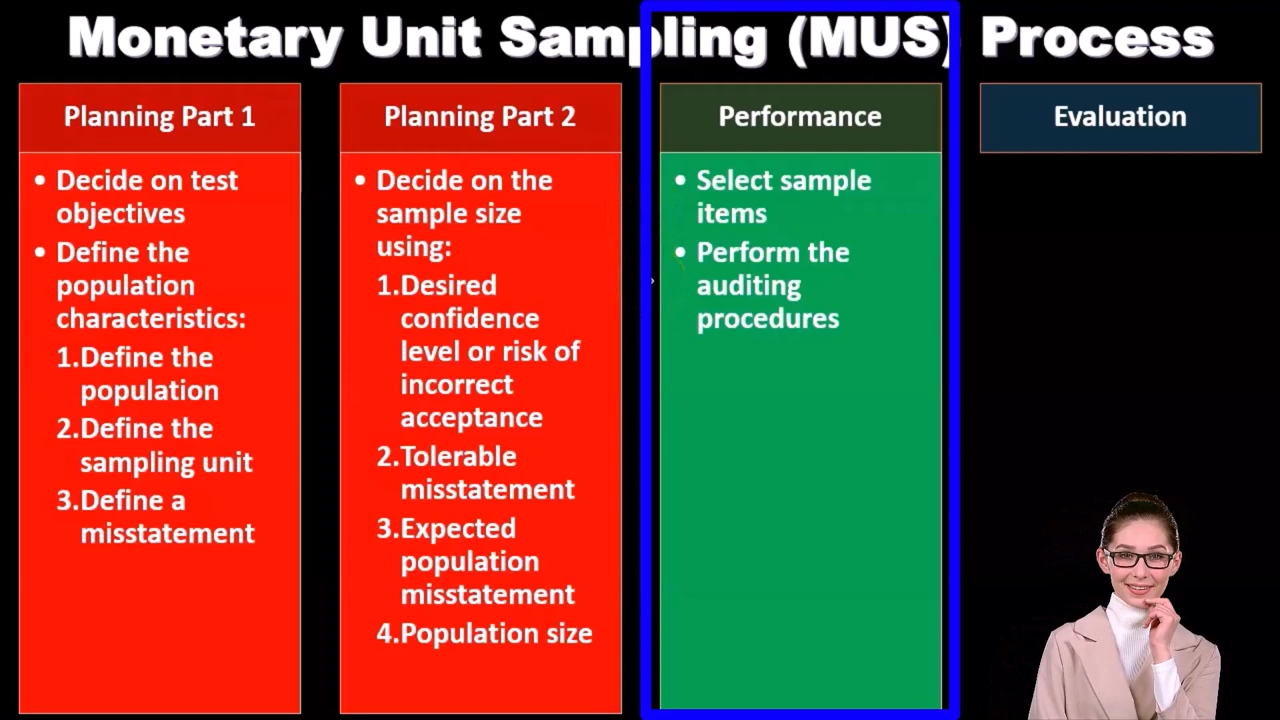 Monetary Unit Sampling (MUS) Process
Planning Part 1
• Decide on test
objectives
• Define the
population
characteristics:
1.Define the
population
2.Define the
sampling unit
3.Define a
misstatement
Planning Part 2
• Decide on the
sample size
using:
1.Desired
confidence
level or risk of
incorrect
acceptance
2.Tolerable
misstatement
3.Expected
population
misstatement
4.Population size
Performance
• Select sample
items
• Perform the
auditing
procedures
Evaluation